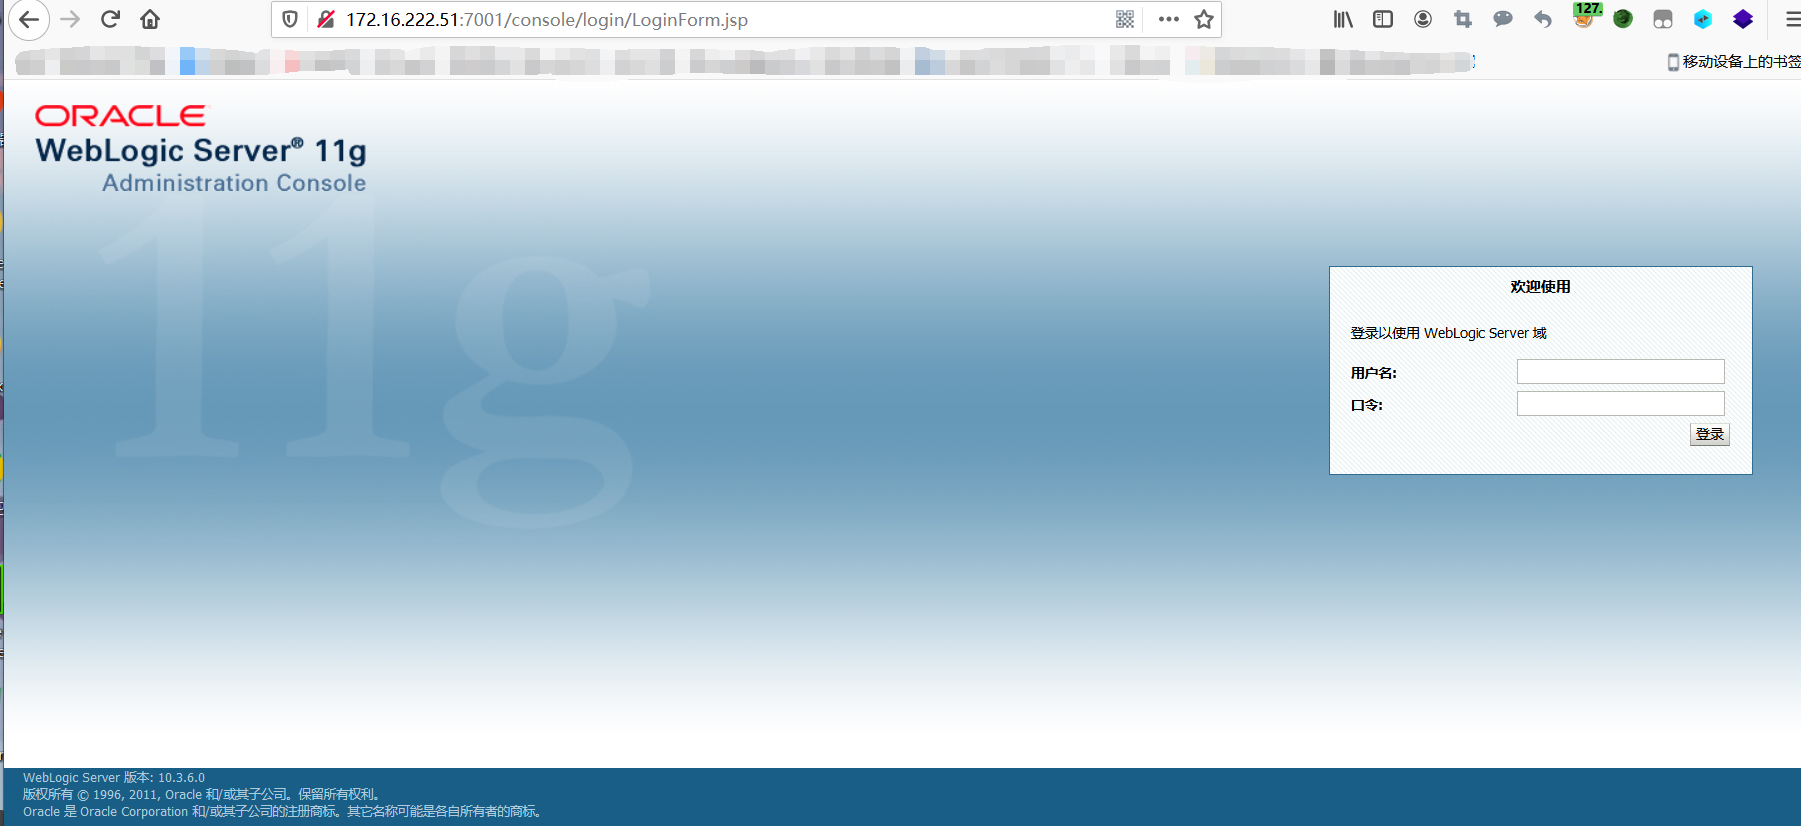 172.16.222.51:7001/console/login/LoginForm.jsp
127.
移动设备上的书签
ORACLE
WebLogic Server® 11g
Administration Console
11g
欢迎使用
登录以使用 WebLogic Server 域
用户名:
口令:
登录
WebLogic Server 版本: 10.3.6.0
版权所有 © 1996, 2011, Oracle 和/或其子公司。保留所有权利。
Oracle 是 Oracle Corporation 和/或其子公司的注册商标。其它名称可能是各自所有者的商标。